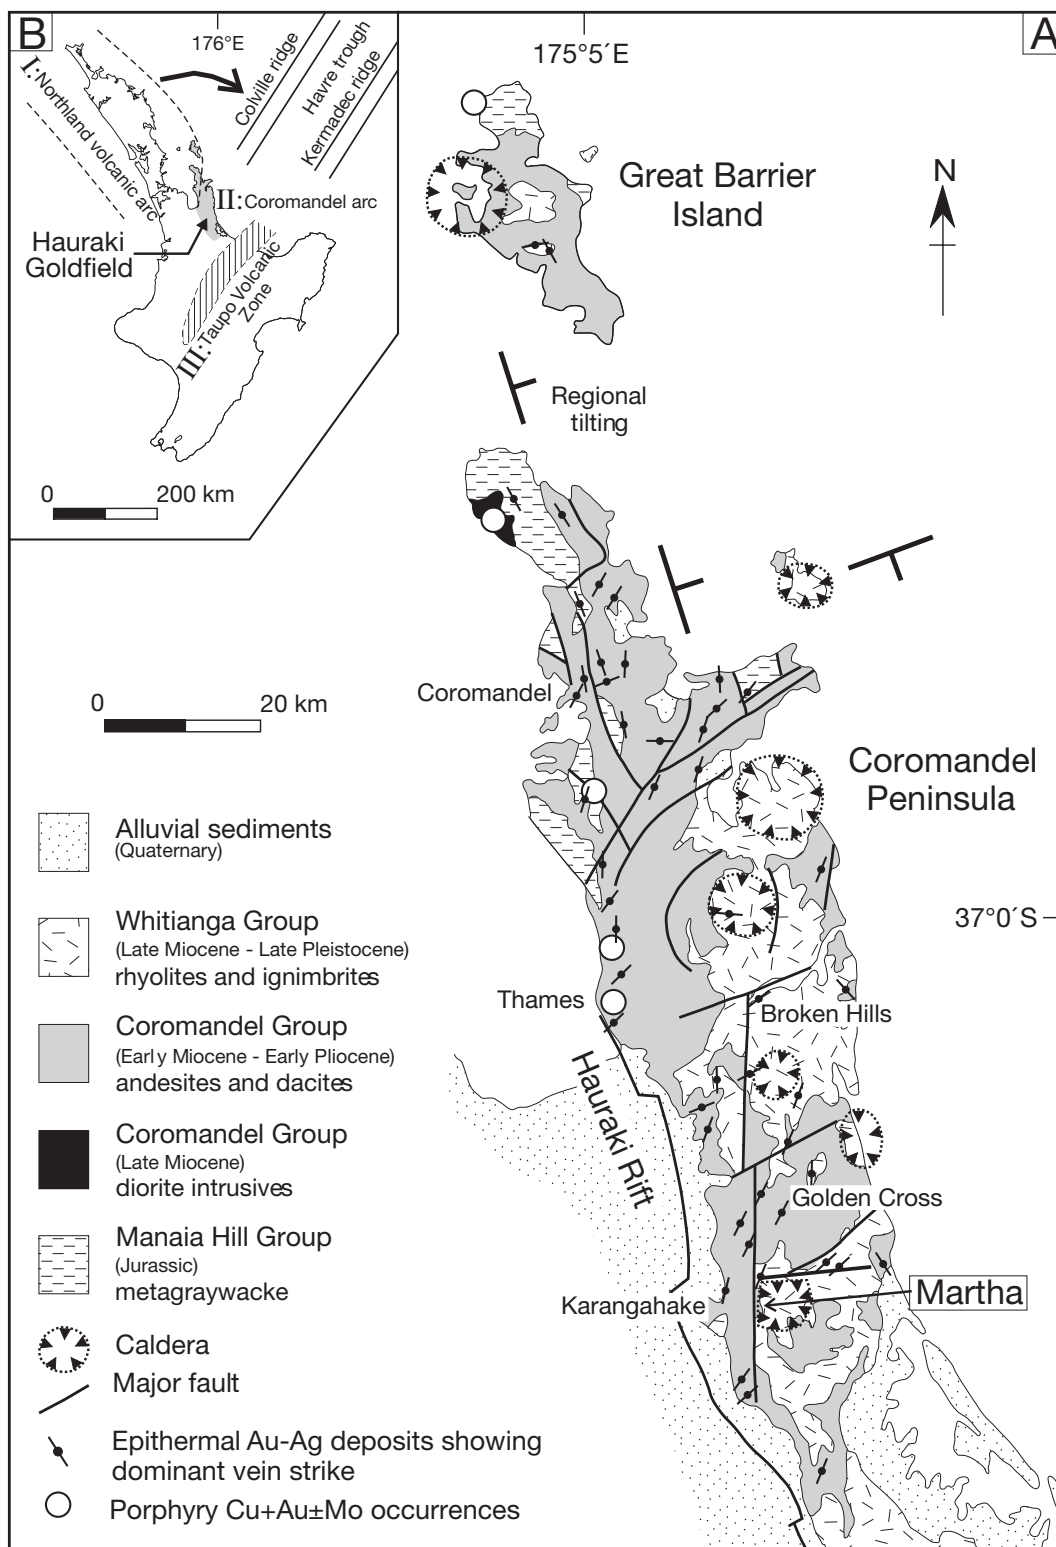 B
176°E
I:Northland volcanic arc
Colville ridge
Havre trough
Kermadec ridge
II:Coromandel arc
Hauraki
Goldfield
III:Taupo Volcanic
Zone
0 200 km
A
175°5´E
Great Barrier
Island
N
Regional
tilting
0 20 km
Coromandel
Coromandel
Peninsula
37°0´S
Thames
Broken Hills
Hauraki Rift
Golden Cross
Karangahake
Martha
Alluvial sediments
(Quaternary)
Whitianga Group
(Late Miocene - Late Pleistocene)
rhyolites and ignimbrites
Coromandel Group
(Early Miocene - Early Pliocene)
andesites and dacites
Coromandel Group
(Late Miocene)
diorite intrusives
Manaia Hill Group
(Jurassic)
metagraywacke
Caldera
Major fault
Epithermal Au-Ag deposits showing
dominant vein strike
Porphyry Cu+Au±Mo occurrences